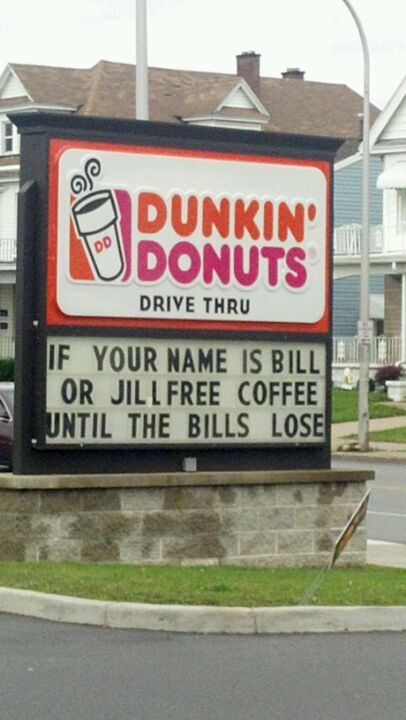 DD
DUNKIN'
DONUTS®
DRIVE THRU
IF YOUR NAME IS BILL
OR JILL FREE COFFEE
UNTIL THE BILLS LOSE